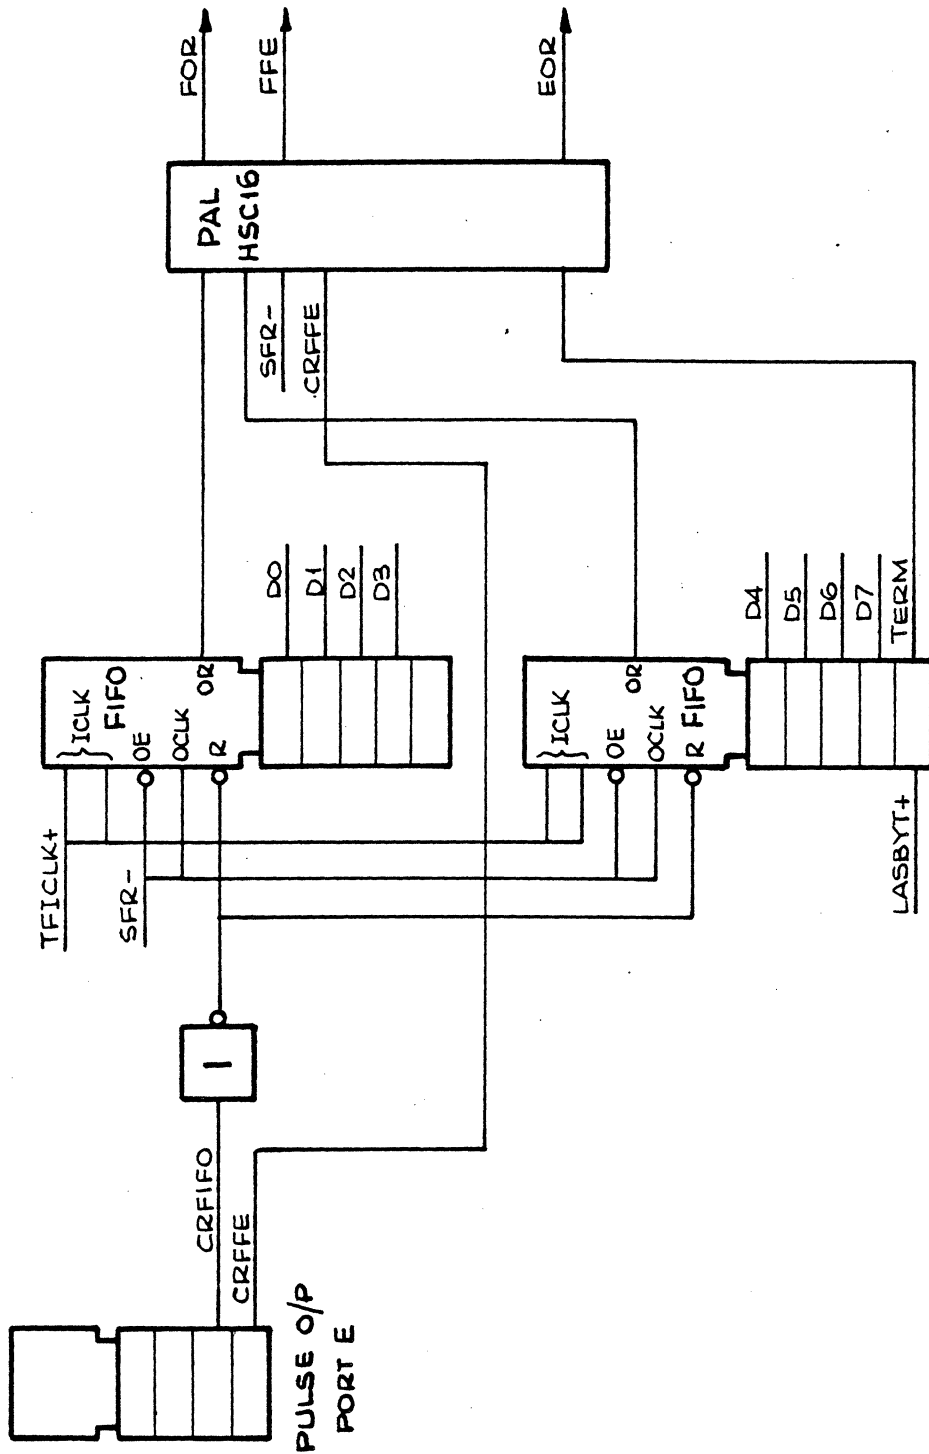 PULSE O/P
PORT E
CRFIFO
CRFFE
1
TFICLK+
SFR-
}ICLK
FIFO
OE
OCLK
R
OR
D0
D1
D2
D3
LASBYT+
}ICLK
OE
OCLK
R FIFO
OR
D4
D5
D6
D7
TERM
SFR-
CRFFE
PAL
HSC16
FOR
FFE
EOR